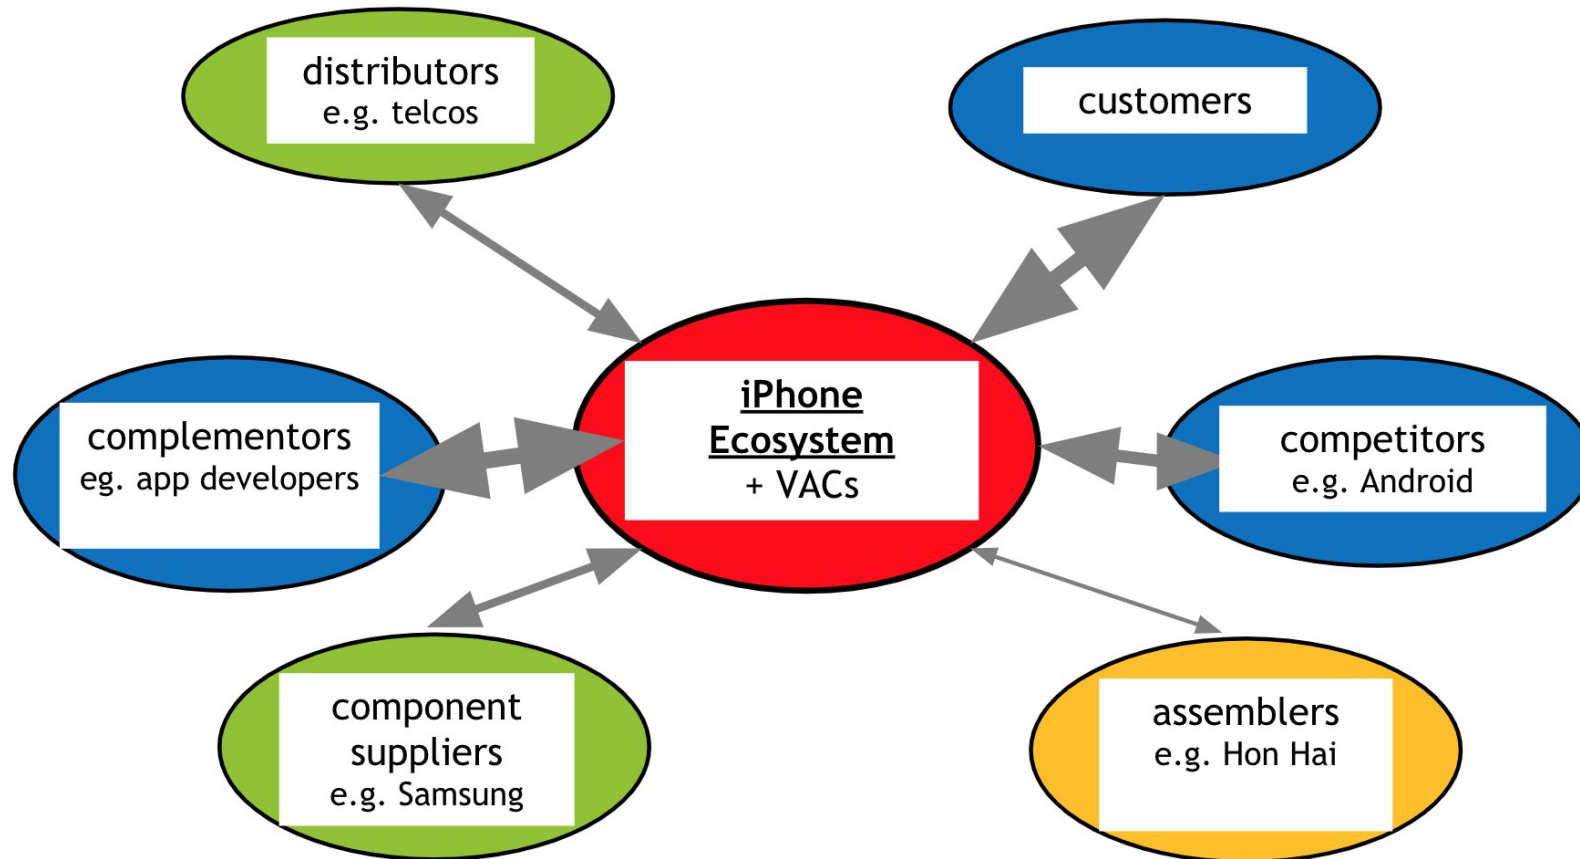 distributors
e.g. telcos
customers
iPhone
Ecosystem
+ VACs
complementors
eg. app developers
competitors
e.g. Android
component
suppliers
e.g. Samsung
assemblers
e.g. Hon Hai